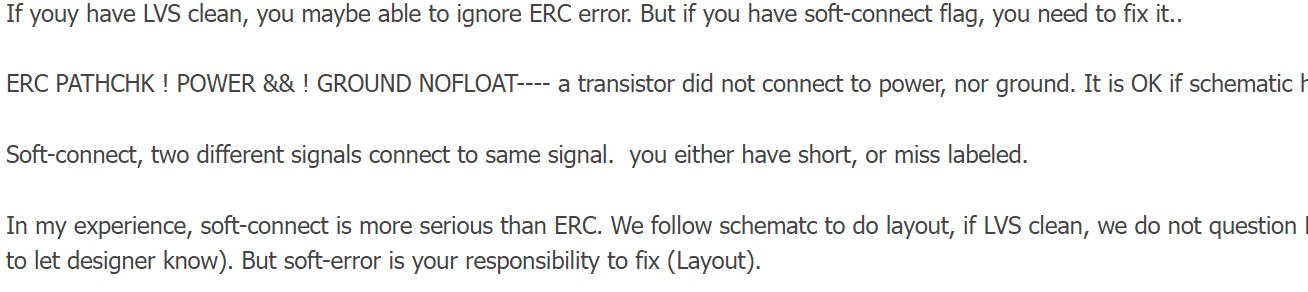 If youy have LVS clean, you maybe able to ignore ERC error. But if you have soft-connect flag, you need to fix it..
ERC PATHCHK ! POWER && ! GROUND NOFLOAT---- a transistor did not connect to power, nor ground. It is OK if schematic
Soft-connect, two different signals connect to same signal.  you either have short, or miss labeled.
In my experience, soft-connect is more serious than ERC. We follow schematc to do layout, if LVS clean, we do not question
to let designer know). But soft-error is your responsibility to fix (Layout).